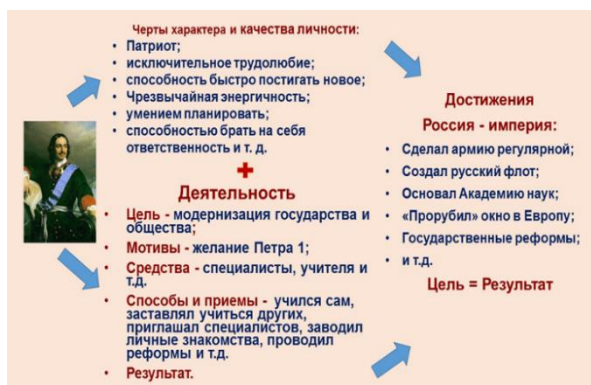 Черты характера и качества личности:
• Патриот;
• исключительное трудолюбие;
• способность быстро постигать новое;
• Чрезвычайная энергичность;
• умением планировать;
• способностью брать на себя
ответственность и т. д.
Деятельность
• Цель - модернизация государства и
общества;
• Мотивы - желание Петра 1;
• Средства - специалисты, учителя и
т.д.
• Способы и приемы - учился сам,
заставлял учиться других,
приглашал специалистов, заводил
личные знакомства, проводил
реформы и т.д.
• Результат.
Достижения
Россия - империя:
• Сделал армию регулярной;
• Создал русский флот;
• Основал Академию наук;
• «Прорубил» окно в Европу;
• Государственные реформы;
• и т.д.
Цель = Результат